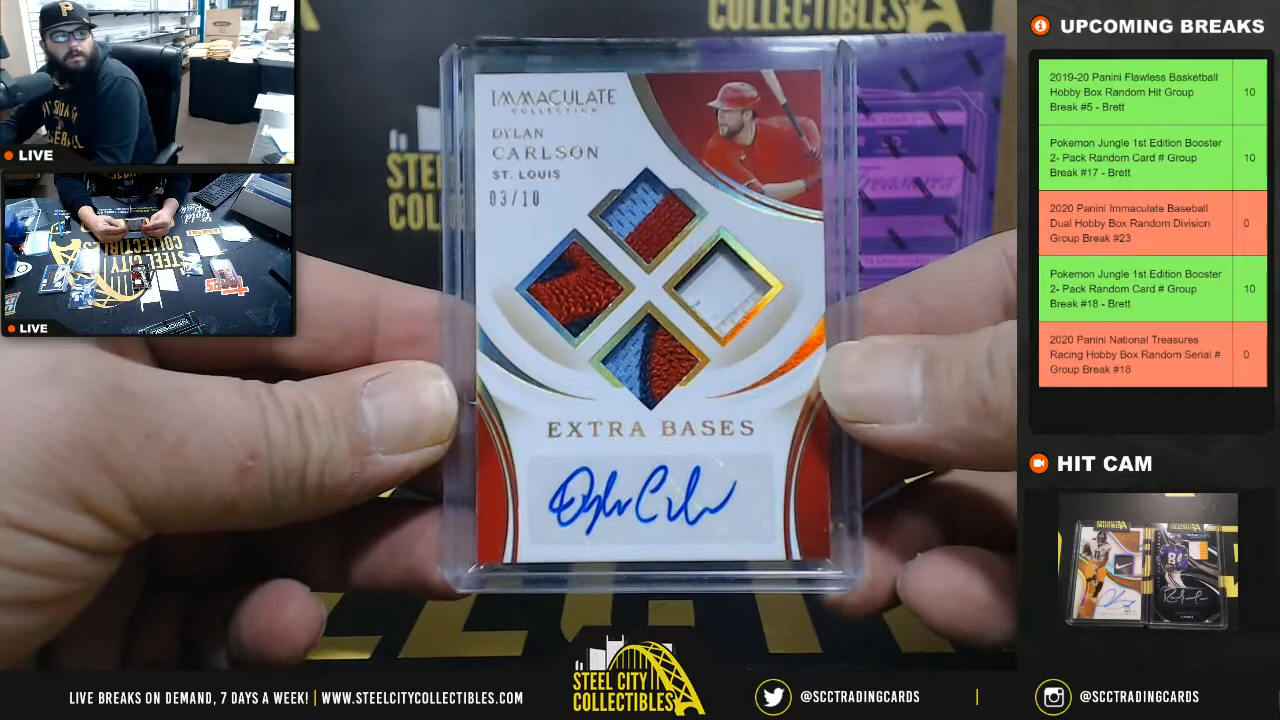 COLLECTIBLES
LIVE
LIVE
STEEL
Treasures
IMMACULATE
COLLECTION
DYLAN
CARLSON
ST. LOUIS
03/10
EXTRA BASES
Dylan Carlson
UPCOMING BREAKS
2019-20 Panini Flawless Basketball
Hobby Box Random Hit Group
Break #5 - Brett
10
Pokemon Jungle 1st Edition Booster
2- Pack Random Card # Group
Break #17 - Brett
10
2020 Panini Immaculate Baseball
Dual Hobby Box Random Division
Group Break #23
0
Pokemon Jungle 1st Edition Booster
2- Pack Random Card # Group
Break #18 - Brett
10
2020 Panini National Treasures
Racing Hobby Box Random Serial #
Group Break #18
0
HIT CAM
LIVE BREAKS ON DEMAND, 7 DAYS A WEEK! | WWW.STEELCITYCOLLECTIBLES.COM
STEEL CITY
COLLECTIBLES
@SCCTRADINGCARDS | @SCCTRADINGCARDS